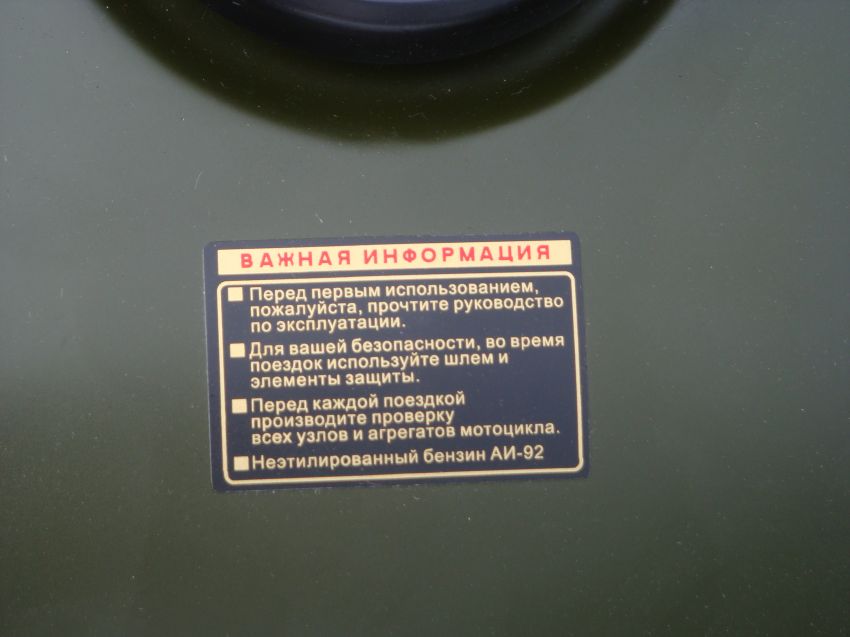 ВАЖНАЯ ИНФОРМАЦИЯ
Перед первым использованием,
пожалуйста, прочтите руководство
по эксплуатации.
Для вашей безопасности, во время
поездок используйте шлем и
элементы защиты.
Перед каждой поездкой
производите проверку
всех узлов и агрегатов мотоцикла.
Неэтилированный бензин АИ-92